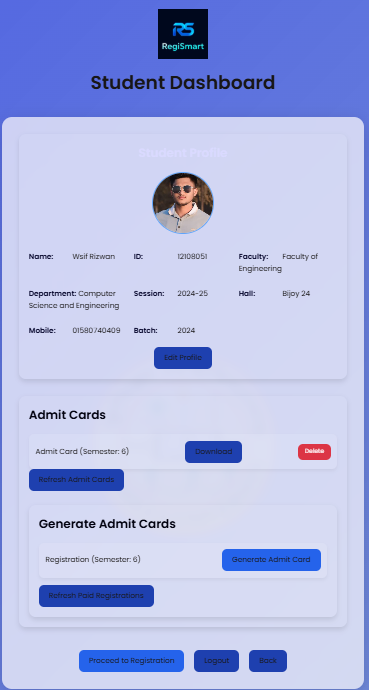 RS
RegiSmart
Student Dashboard
Student Profile
Name: Wsif Rizwan ID: 12108051 Faculty: Faculty of
Engineering
Department: Computer Session: 2024-25 Hall: Bijoy 24
Science and Engineering
Mobile: 01580740409 Batch: 2024
Edit Profile
Admit Cards
Admit Card (Semester: 6) Download Delete
Refresh Admit Cards
Generate Admit Cards
Registration (Semester: 6) Generate Admit Card
Refresh Paid Registrations
Proceed to Registration Logout Back